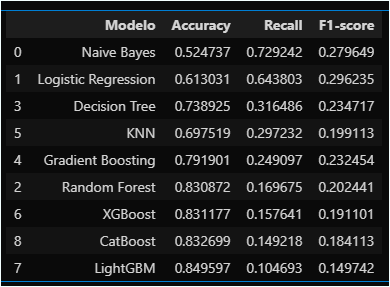 Modelo Accuracy Recall F1-score
0 Naive Bayes 0.524737 0.729242 0.279649
1 Logistic Regression 0.613031 0.643803 0.296235
3 Decision Tree 0.738925 0.316486 0.234717
5 KNN 0.697519 0.297232 0.199113
4 Gradient Boosting 0.791901 0.249097 0.232454
2 Random Forest 0.830872 0.169675 0.202441
6 XGBoost 0.831177 0.157641 0.191101
8 CatBoost 0.832699 0.149218 0.184113
7 LightGBM 0.849597 0.104693 0.149742